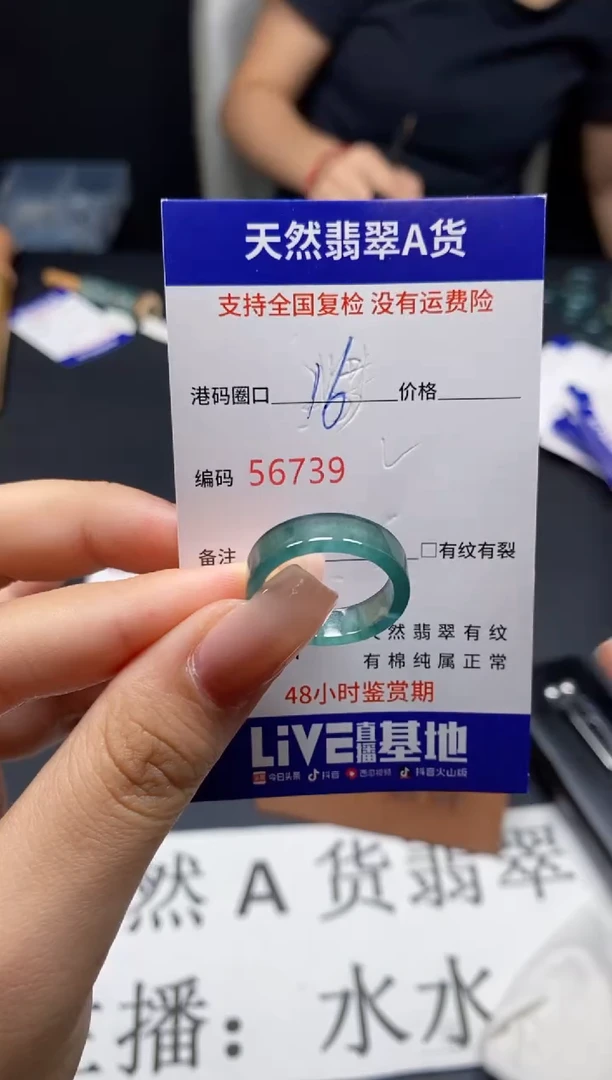 天然翡翠A货
支持全国复检 没有运费险
港码圈口 16 价格
编码 56739
备注 □有纹有裂
然翡翠有纹
有棉纯属正常
48小时鉴赏期
LiVE直播基地
今日头条 抖音 西瓜视频 抖音火山版
然A货翡翠
播：水水